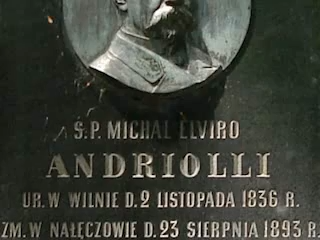 Ś.P. MICHAŁ ELVIRO
ANDRIOLLI
UR. W WILNIE D. 2 LISTOPADA 1836 R.
ZM. W NAŁĘCZOWIE D. 23 SIERPNIA 1893 R.